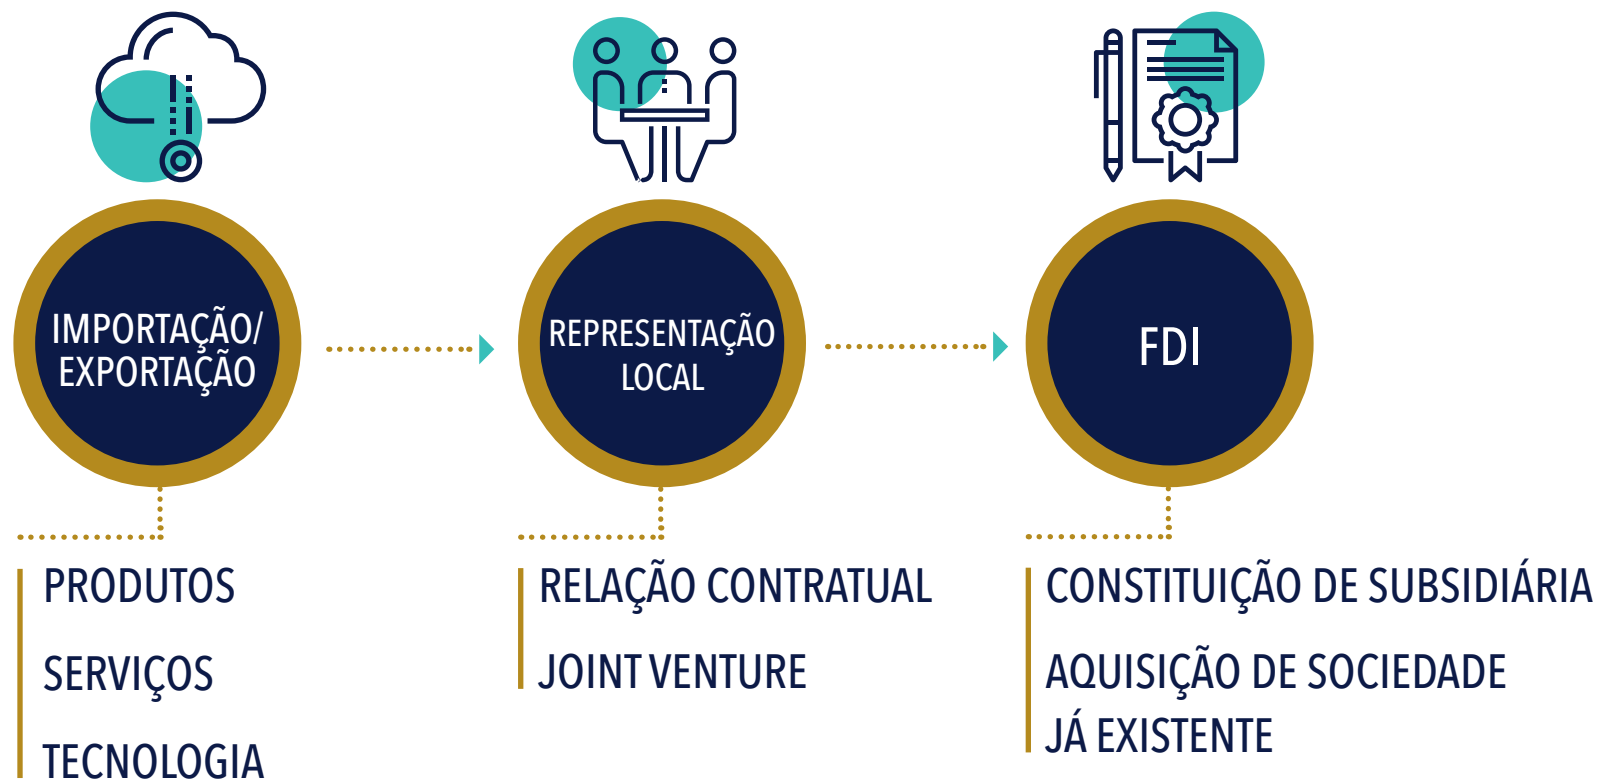 IMPORTAÇÃO/
EXPORTAÇÃO
PRODUTOS
SERVIÇOS
TECNOLOGIA
REPRESENTAÇÃO
LOCAL
RELAÇÃO CONTRATUAL
JOINT VENTURE
FDI
CONSTITUIÇÃO DE SUBSIDIÁRIA
AQUISIÇÃO DE SOCIEDADE
JÁ EXISTENTE